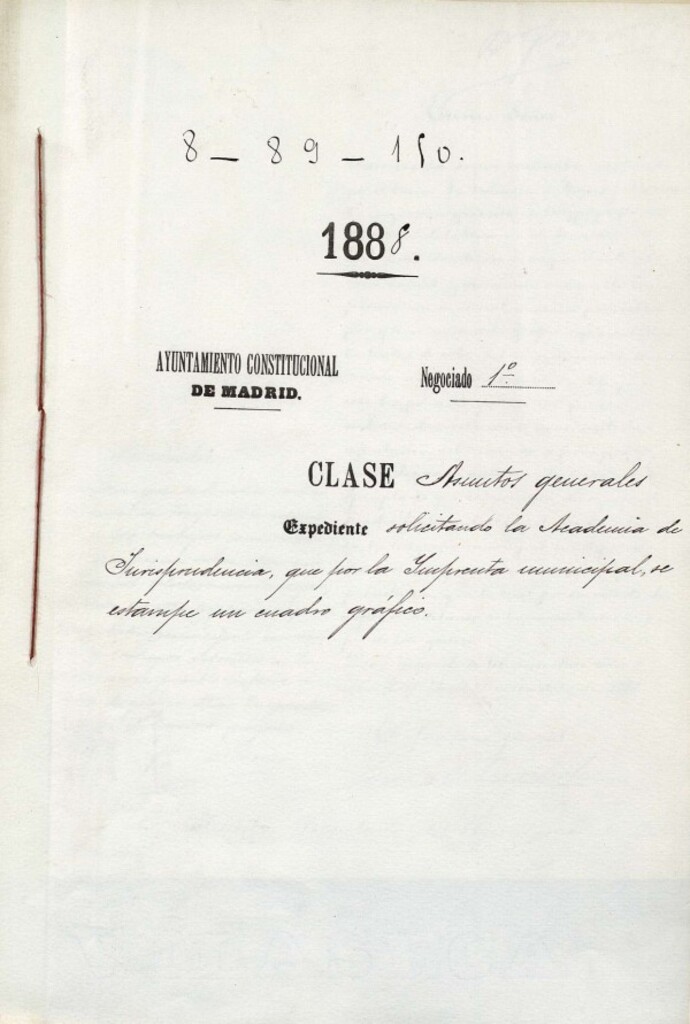 8 – 89 – 150.
1888.
AYUNTAMIENTO CONSTITUCIONAL
DE MADRID.
Negociado 1º
CLASE Asuntos generales
Expediente solicitando la Academia de
Jurisprudencia, que por la Imprenta municipal, se
estampe un cuadro gráfico.